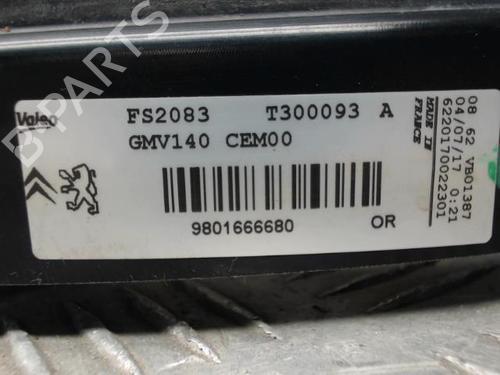 Valeo
FS2083 T300093 A
GMV140 CEM00
9801666680 OR
MADE IN
FRANCE
08 62 VB01387
04/07/17 0:21
6220170022301